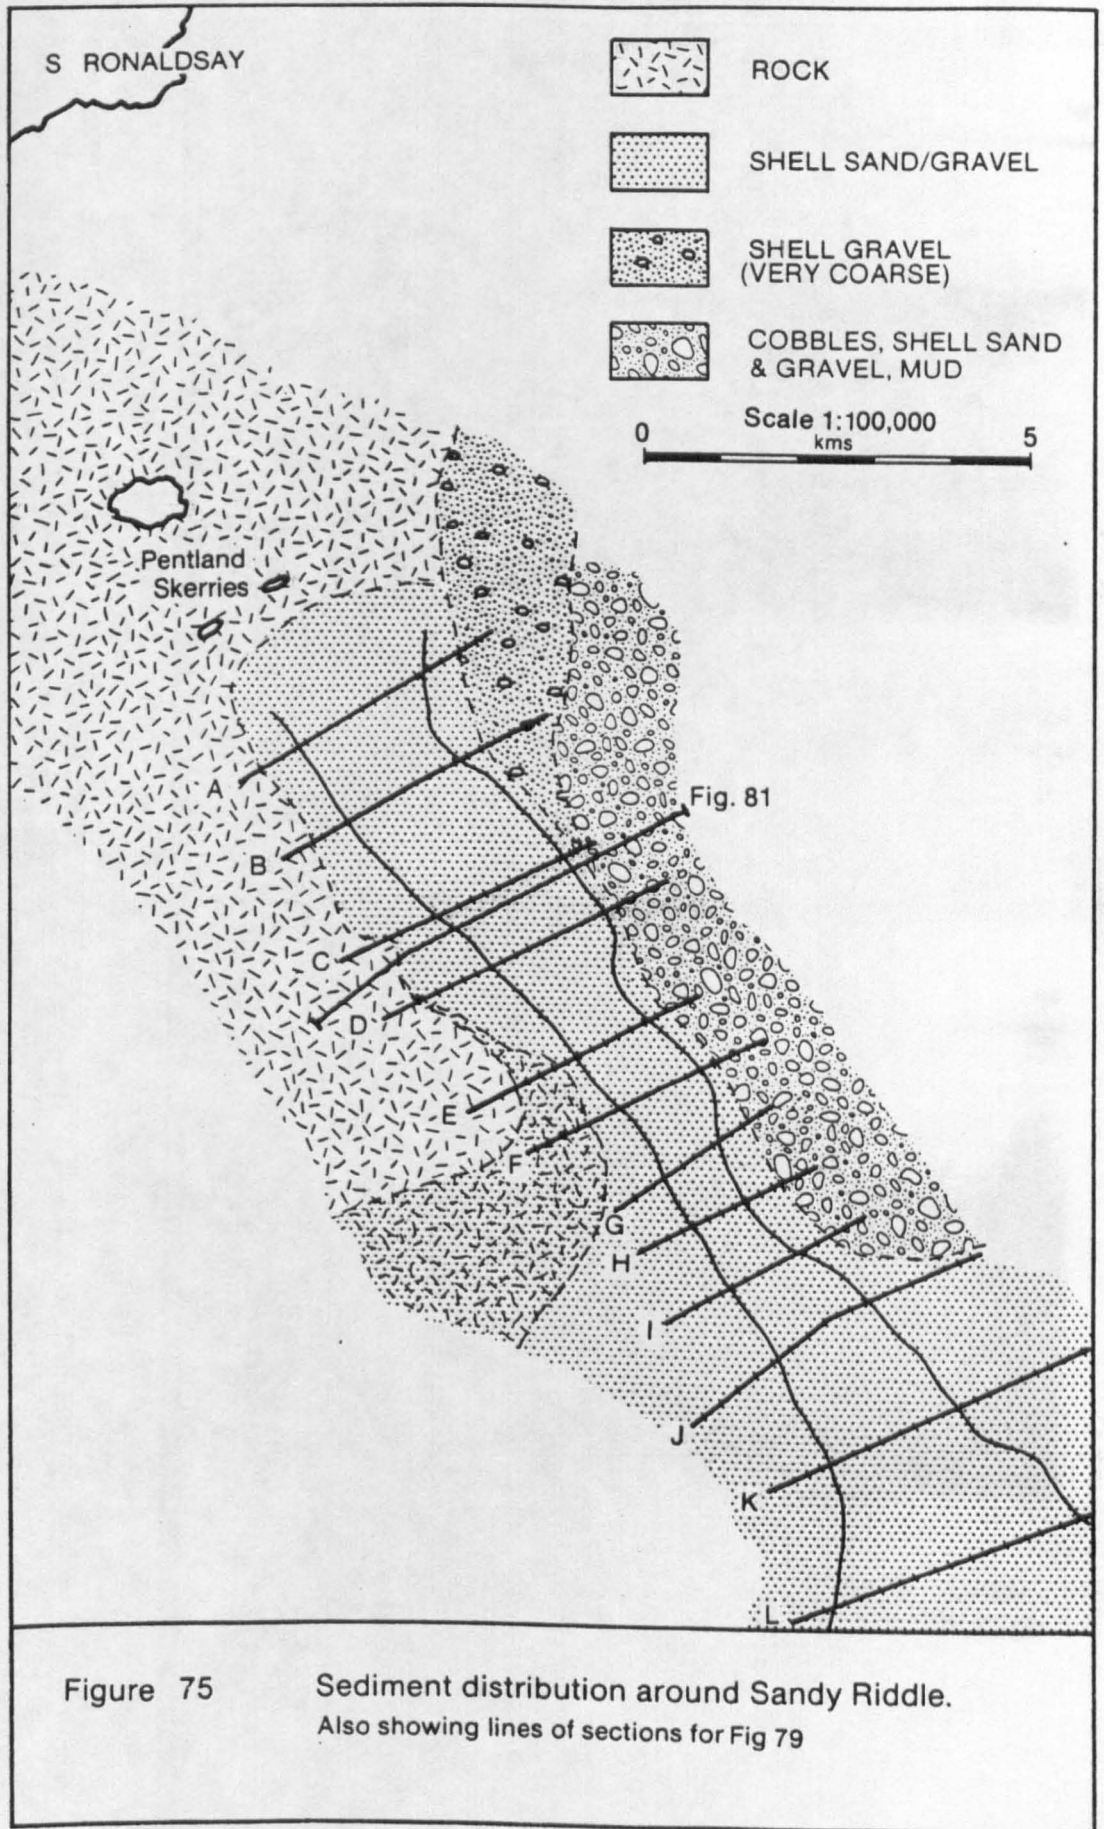 S RONALDSAY
ROCK
SHELL SAND/GRAVEL
SHELL GRAVEL
(VERY COARSE)
COBBLES, SHELL SAND
& GRAVEL, MUD
Scale 1:100,000
0 kms 5
Pentland
Skerries
A
Fig. 81
B
C
D
E
F
G
H
I
J
K
L
Figure 75 Sediment distribution around Sandy Riddle.
Also showing lines of sections for Fig 79